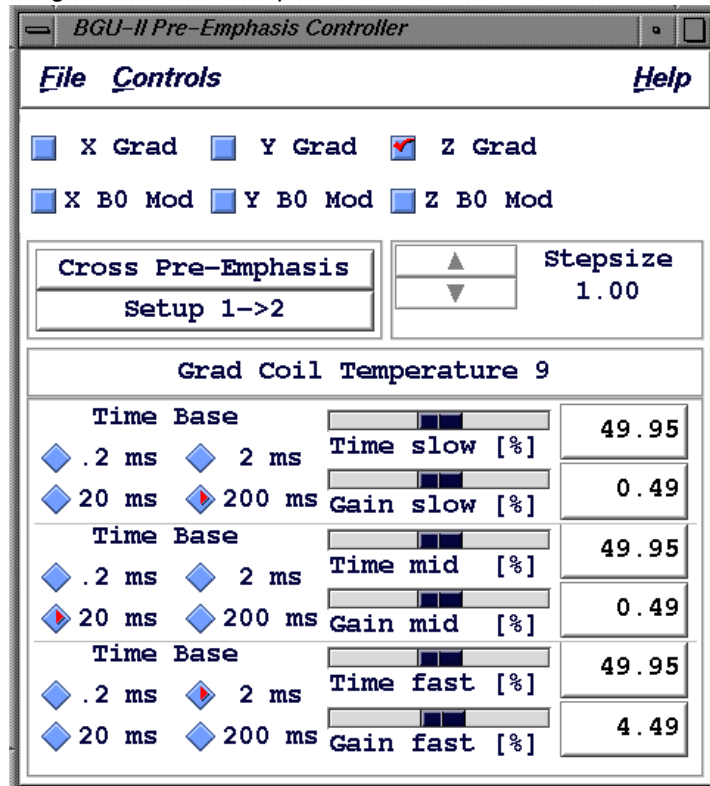 BGU-II Pre-Emphasis Controller
File Controls Help
X Grad Y Grad Z Grad
X B0 Mod Y B0 Mod Z B0 Mod
Cross Pre-Emphasis
Setup 1->2
Stepsize
1.00
Grad Coil Temperature 9
Time Base
.2 ms 2 ms
20 ms 200 ms
Time slow [%] 49.95
Gain slow [%] 0.49
Time Base
.2 ms 2 ms
20 ms 200 ms
Time mid [%] 49.95
Gain mid [%] 0.49
Time Base
.2 ms 2 ms
20 ms 200 ms
Time fast [%] 49.95
Gain fast [%] 4.49